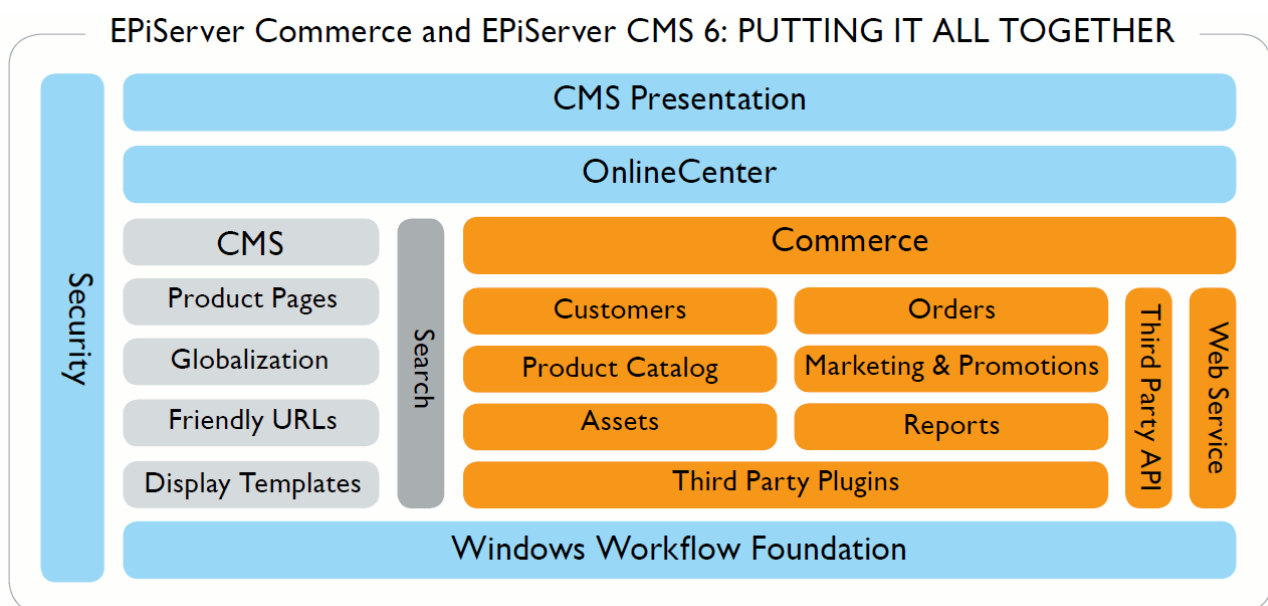 EPiServer Commerce and EPiServer CMS 6: PUTTING IT ALL TOGETHER
Security
CMS Presentation
OnlineCenter
CMS
Product Pages
Globalization
Friendly URLs
Display Templates
Search
Commerce
Customers
Orders
Product Catalog
Marketing & Promotions
Assets
Reports
Third Party Plugins
Third Party API
Web Service
Windows Workflow Foundation